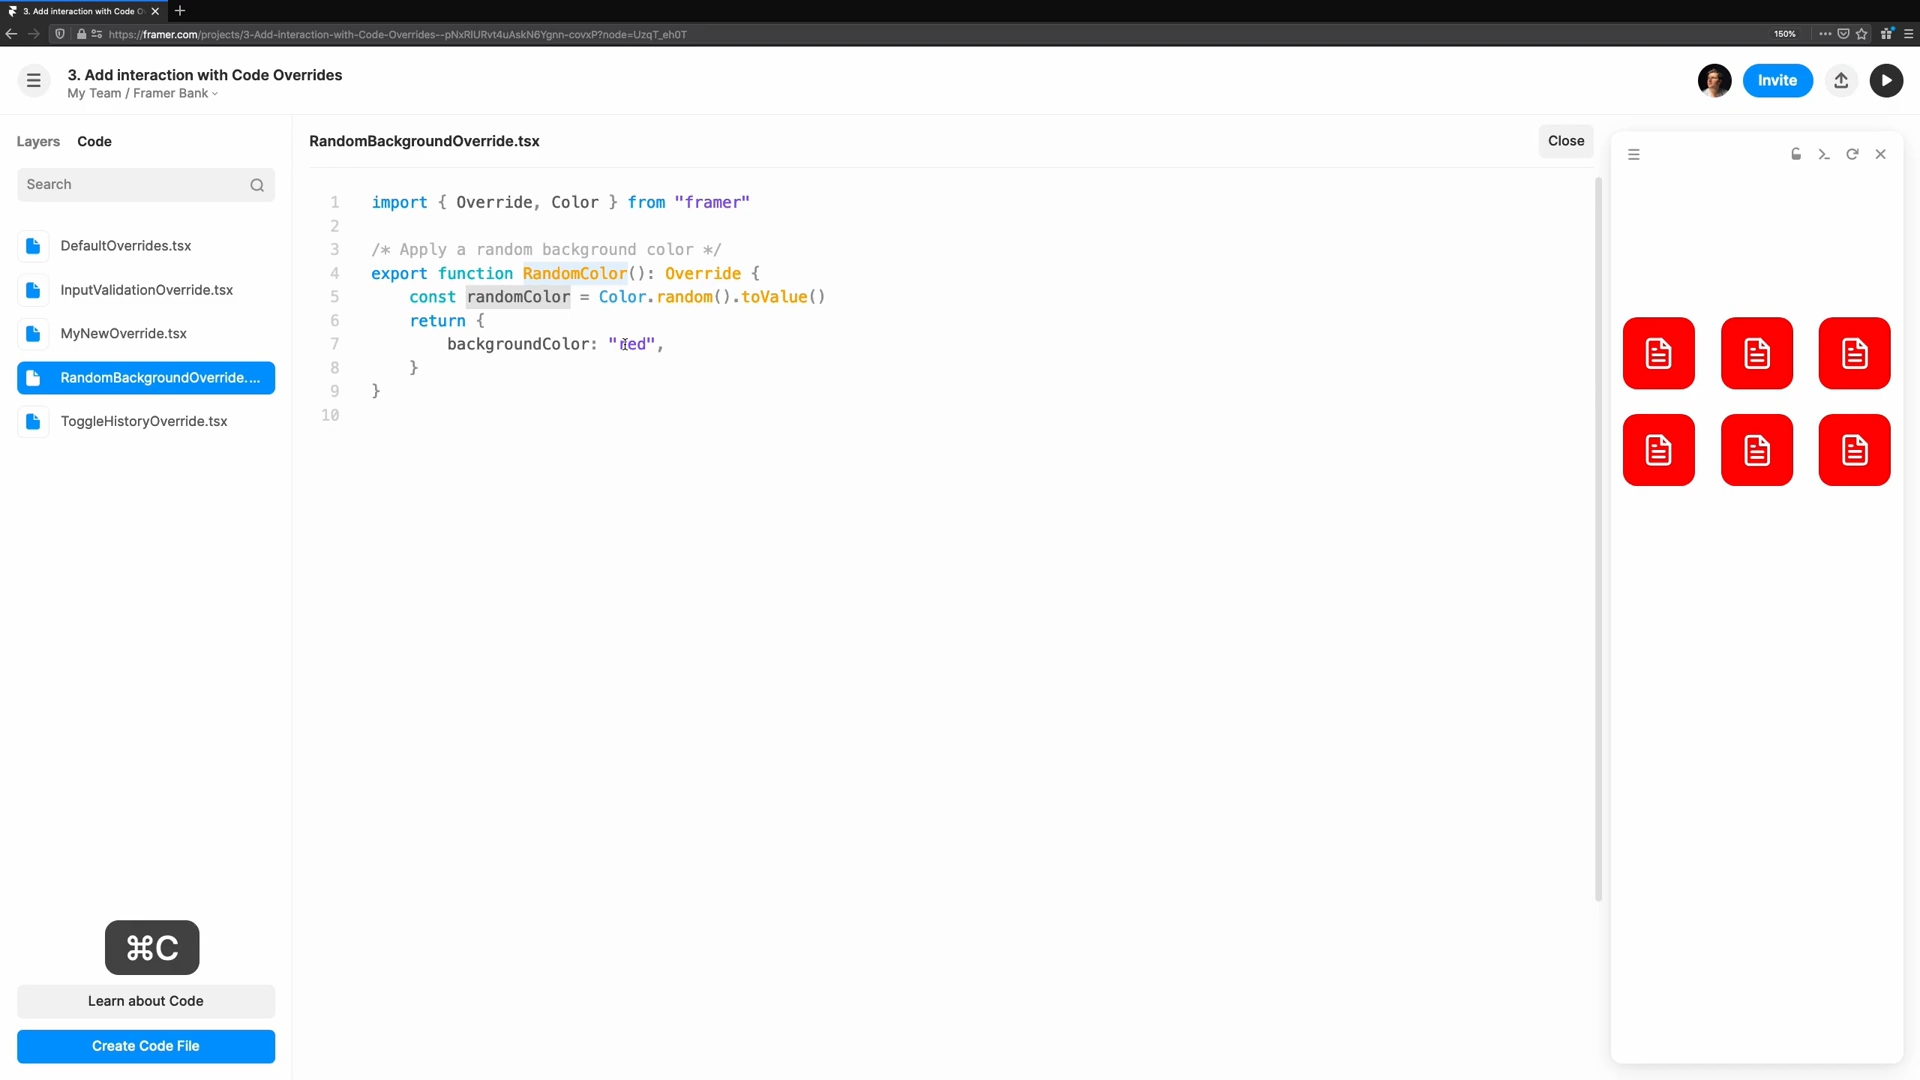 3. Add interaction with Code O
https://framer.com/projects/3-Add-interaction-with-Code-Overrides--pNxRlURvt4uAskN6Ygnn-covxP?node=UzqT_eh0T
150%
3. Add interaction with Code Overrides
My Team / Framer Bank
Invite
Layers
Code
RandomBackgroundOverride.tsx
Close
Search
DefaultOverrides.tsx
InputValidationOverride.tsx
MyNewOverride.tsx
RandomBackgroundOverride....
ToggleHistoryOverride.tsx
1 import { Override, Color } from "framer"
2
3 /* Apply a random background color */
4 export function RandomColor(): Override {
5 const randomColor = Color.random().toValue()
6 return {
7 backgroundColor: "red",
8 }
9 }
10
⌘C
Learn about Code
Create Code File